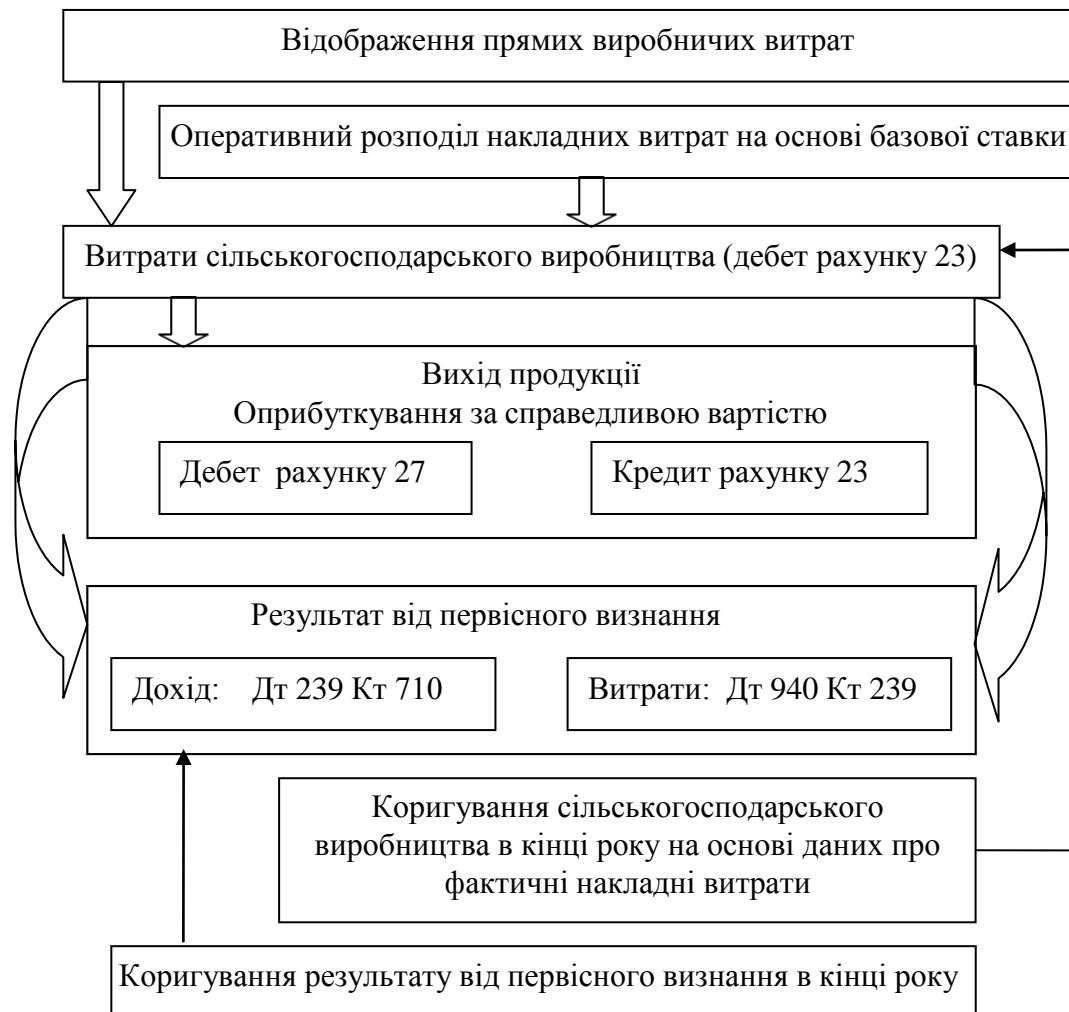 Відображення прямих виробничих витрат
Оперативний розподіл накладних витрат на основі базової ставки
Витрати сільськогосподарського виробництва (дебет рахунку 23)
Вихід продукції
Оприбуткування за справедливою вартістю
Дебет рахунку 27
Кредит рахунку 23
Результат від первісного визнання
Дохід: Дт 239 Кт 710
Витрати: Дт 940 Кт 239
Коригування сільськогосподарського
виробництва в кінці року на основі даних про
фактичні накладні витрати
Коригування результату від первісного визнання в кінці року